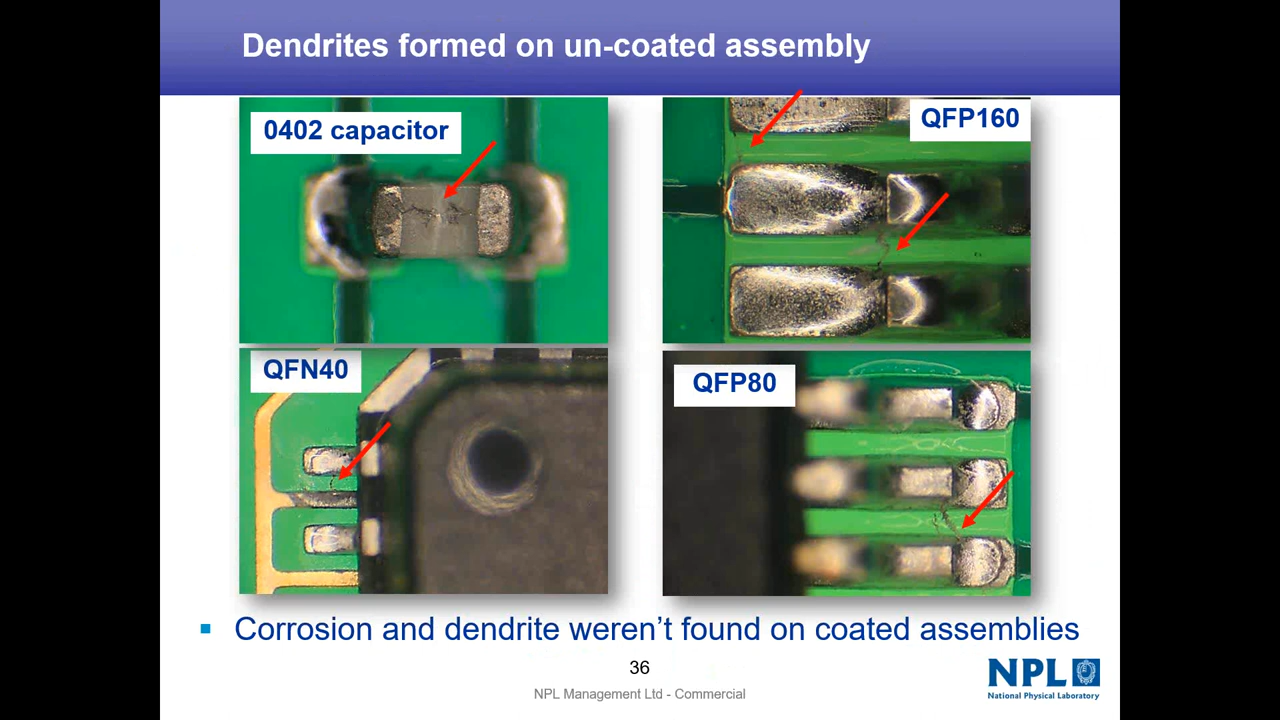 Dendrites formed on un-coated assembly
0402 capacitor
QFP160
QFN40
QFP80
Corrosion and dendrite weren’t found on coated assemblies
36
NPL Management Ltd - Commercial
NPL
National Physical Laboratory